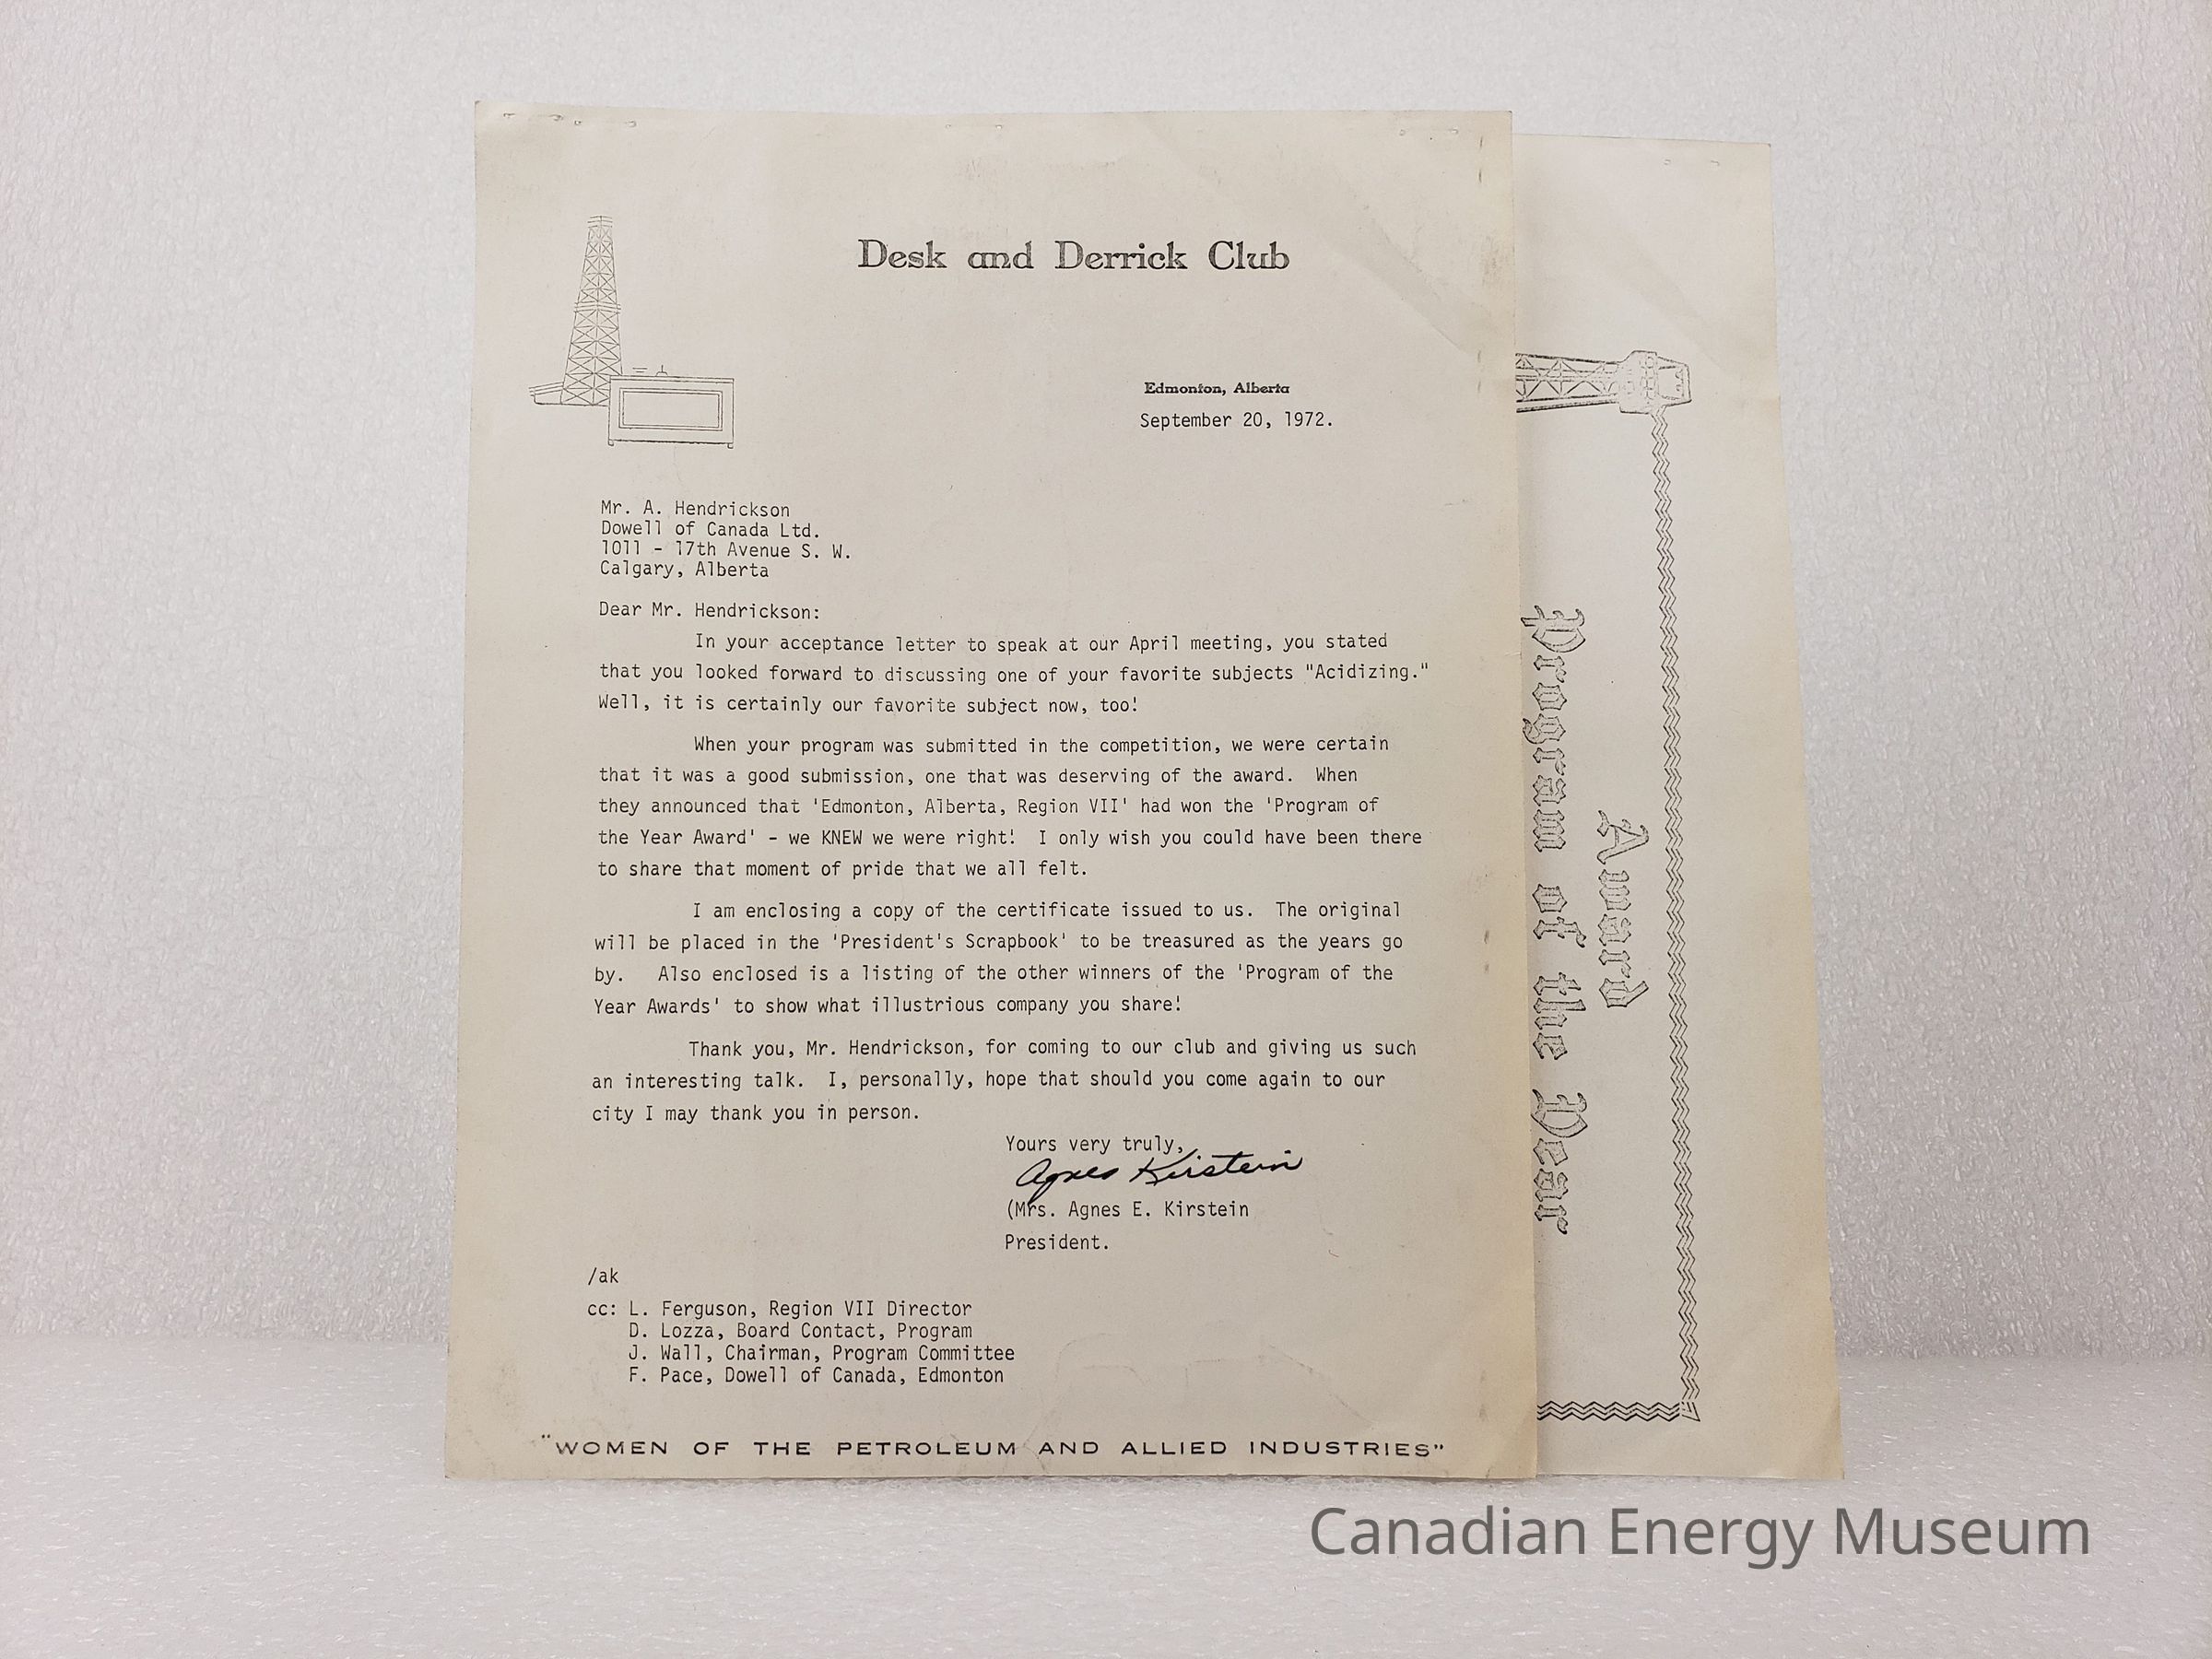 Desk and Derrick Club
Edmonton, Alberta
September 20, 1972.
Mr. A. Hendrickson
Dowell of Canada Ltd.
1011 - 17th Avenue S. W.
Calgary, Alberta
Dear Mr. Hendrickson:
In your acceptance letter to speak at our April meeting, you stated
that you looked forward to discussing one of your favorite subjects "Acidizing."
Well, it is certainly our favorite subject now, too!
When your program was submitted in the competition, we were certain
that it was a good submission, one that was deserving of the award. When
they announced that 'Edmonton, Alberta, Region VII' had won the 'Program of
the Year Award' - we KNEW we were right! I only wish you could have been there
to share that moment of pride that we all felt.
I am enclosing a copy of the certificate issued to us. The original
will be placed in the 'President's Scrapbook' to be treasured as the years go
by. Also enclosed is a listing of the other winners of the 'Program of the
Year Awards' to show what illustrious company you share!
Thank you, Mr. Hendrickson, for coming to our club and giving us such
an interesting talk. I, personally, hope that should you come again to our
city I may thank you in person.
Yours very truly,
Agnes Kirstein
(Mrs. Agnes E. Kirstein
President.
/ak
cc: L. Ferguson, Region VII Director
D. Lozza, Board Contact, Program
J. Wall, Chairman, Program Committee
F. Pace, Dowell of Canada, Edmonton
"WOMEN OF THE PETROLEUM AND ALLIED INDUSTRIES"
Award
Program of the Year
Canadian Energy Museum